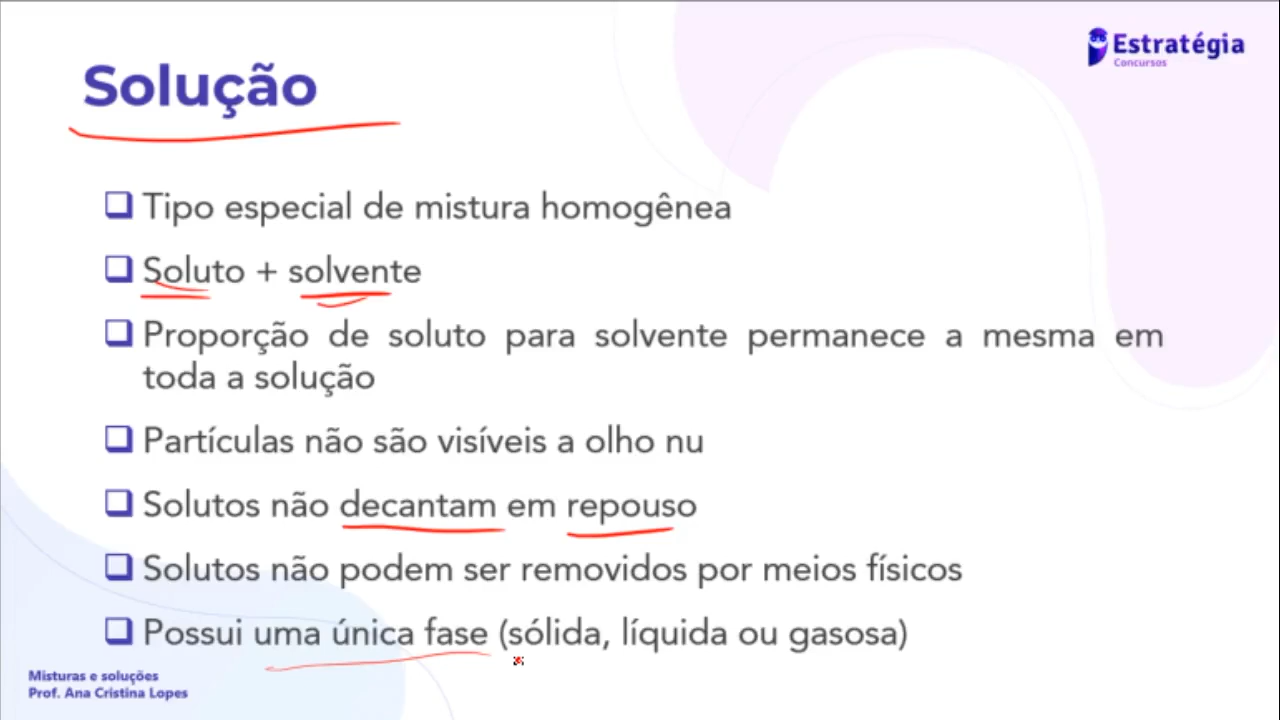 Estratégia
Concursos
Solução
Tipo especial de mistura homogênea
Soluto + solvente
Proporção de soluto para solvente permanece a mesma em
toda a solução
Partículas não são visíveis a olho nu
Solutos não decantam em repouso
Solutos não podem ser removidos por meios físicos
Possui uma única fase (sólida, líquida ou gasosa)
Misturas e soluções
Prof. Ana Cristina Lopes